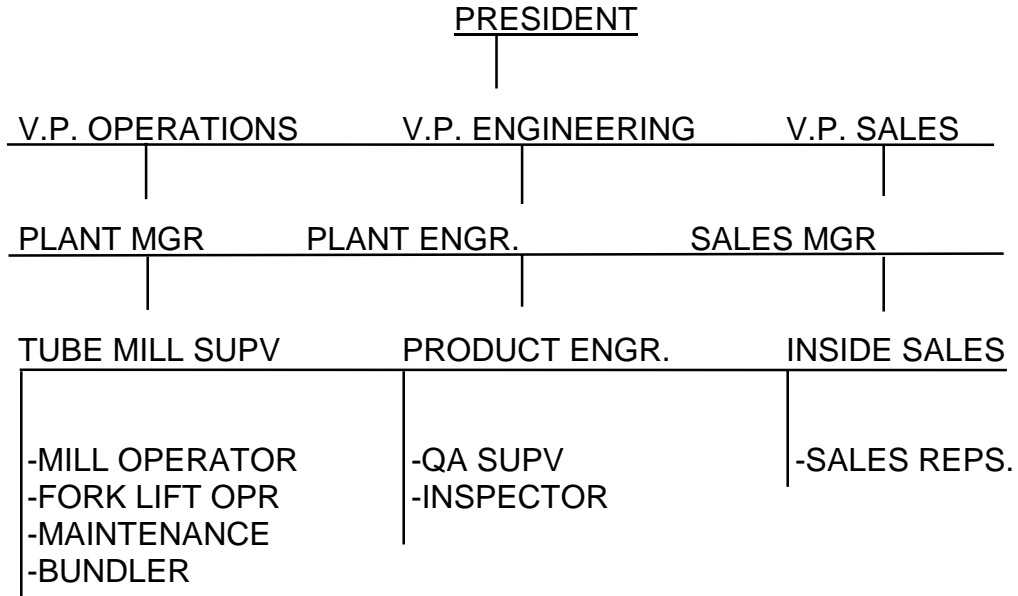 PRESIDENT
V.P. OPERATIONS V.P. ENGINEERING V.P. SALES
PLANT MGR PLANT ENGR. SALES MGR
TUBE MILL SUPV PRODUCT ENGR. INSIDE SALES
-MILL OPERATOR -QA SUPV -SALES REPS.
-FORK LIFT OPR -INSPECTOR
-MAINTENANCE
-BUNDLER